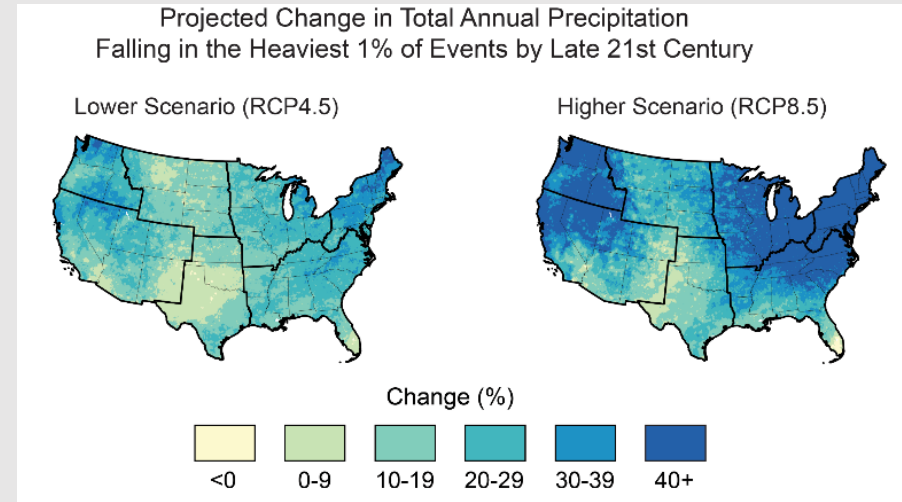 Projected Change in Total Annual Precipitation
Falling in the Heaviest 1% of Events by Late 21st Century
Lower Scenario (RCP4.5)
Higher Scenario (RCP8.5)
Change (%)
<0
0-9
10-19
20-29
30-39
40+